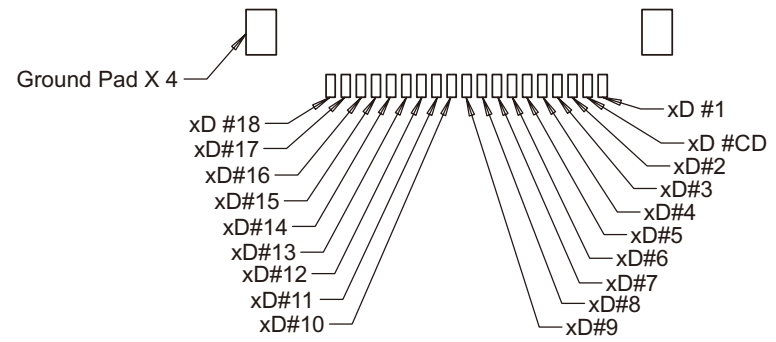 Ground Pad X 4
xD #18
xD#17
xD#16
xD#15
xD#14
xD#13
xD#12
xD#11
xD#10
xD #1
xD #CD
xD#2
xD#3
xD#4
xD#5
xD#6
xD#7
xD#8
xD#9